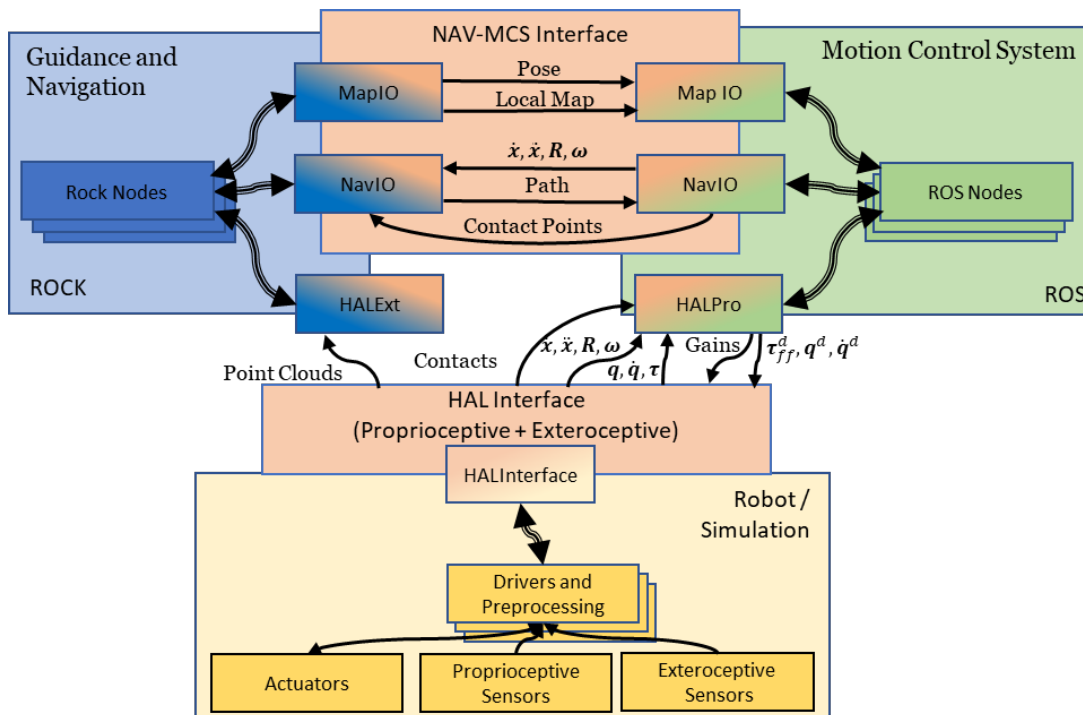 NAV-MCS Interface
Guidance and
Navigation
Motion Control System
MapIO
Pose
Local Map
Map IO
Rock Nodes
NavIO
ẋ, ẋ, R, ω
Path
Contact Points
NavIO
ROS Nodes
ROCK
ROS
HALExt
HALPro
Point Clouds
Contacts
ẋ, ẍ, R, ω
q, q̇, τ
Gains
τ_ff^d, q^d, q̇^d
HAL Interface
(Proprioceptive + Exteroceptive)
HALInterface
Robot /
Simulation
Drivers and
Preprocessing
Actuators
Proprioceptive
Sensors
Exteroceptive
Sensors